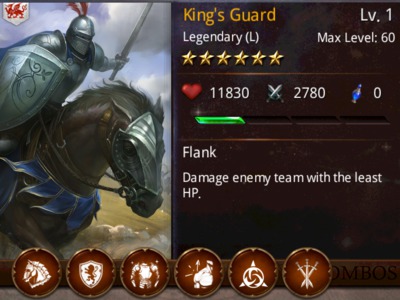 King's Guard
Lv. 1
Legendary (L)
Max Level: 60
11830
2780
0
Flank
Damage enemy team with the least
HP.
OMBOS